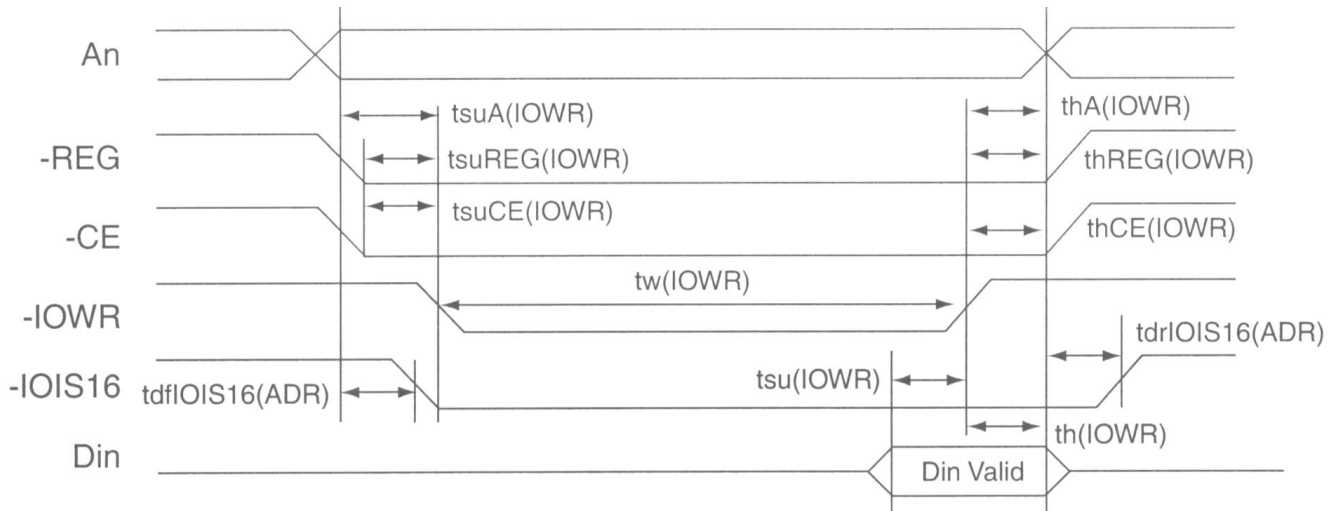 An
tsuA(IOWR)
thA(IOWR)
-REG
tsuREG(IOWR)
thREG(IOWR)
tsuCE(IOWR)
-CE
thCE(IOWR)
tw(IOWR)
-IOWR
tdrIOIS16(ADR)
-IOIS16
tdfIOIS16(ADR)
tsu(IOWR)
th(IOWR)
Din
Din Valid